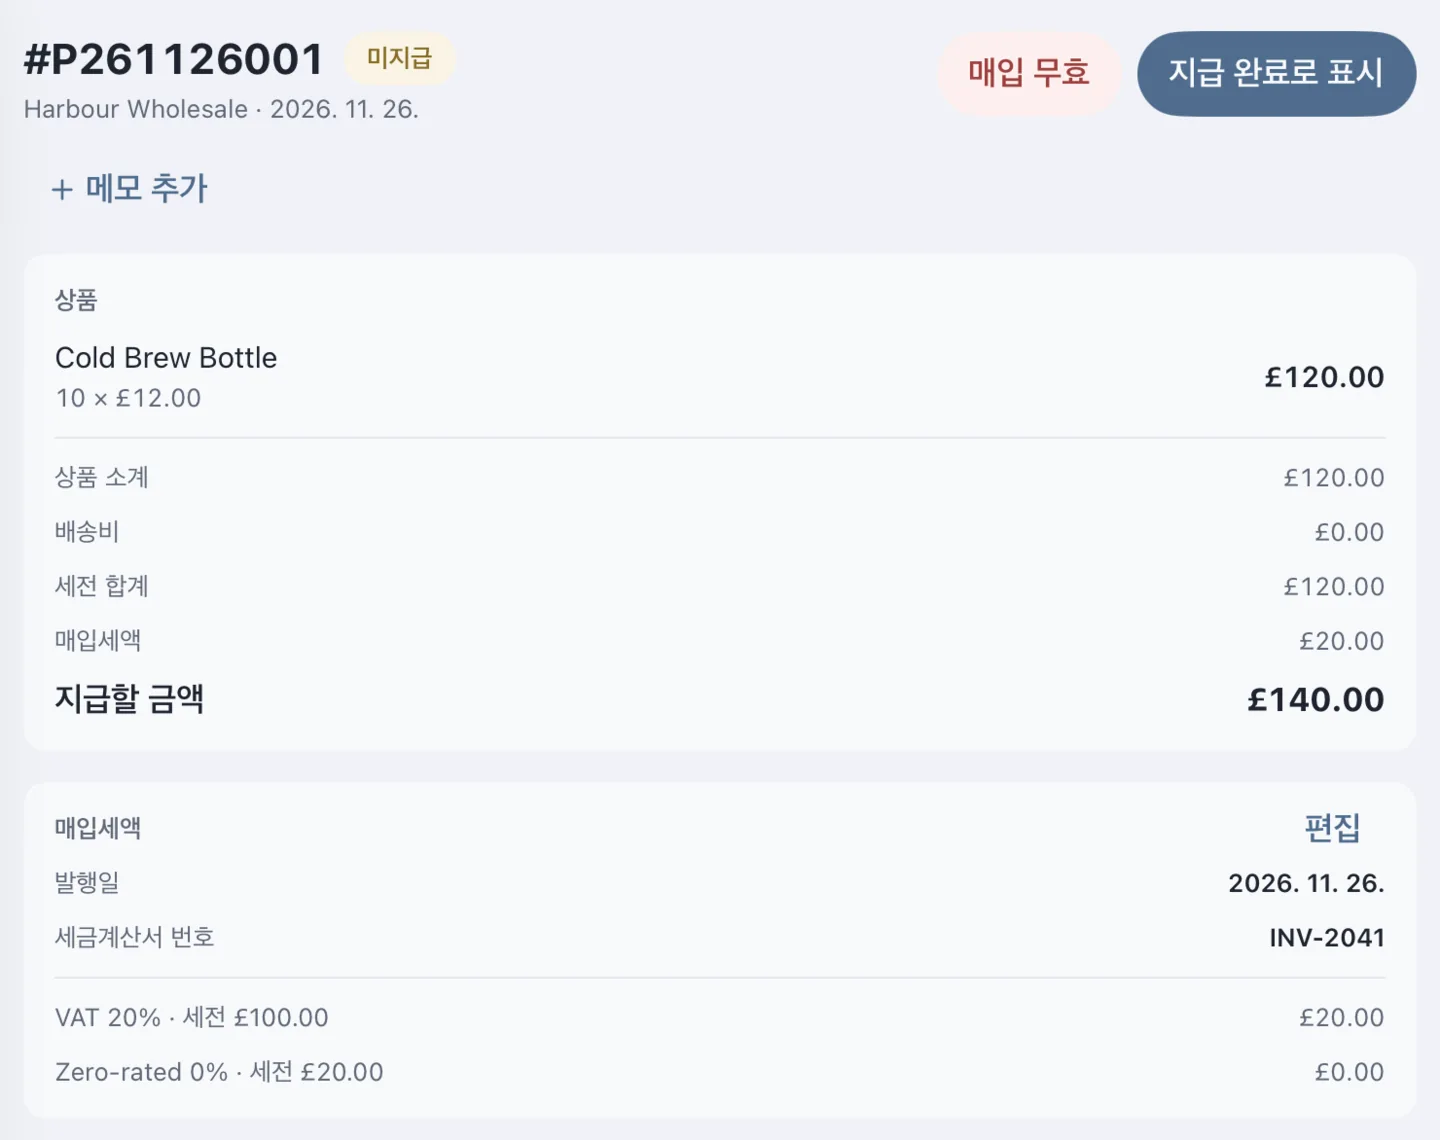 #P261126001 미지급
Harbour Wholesale · 2026. 11. 26.
매입 무효
지급 완료로 표시
+ 메모 추가
상품
Cold Brew Bottle
10 × £12.00
£120.00
상품 소계 £120.00
배송비 £0.00
세전 합계 £120.00
매입세액 £20.00
지급할 금액 £140.00
매입세액 편집
발행일 2026. 11. 26.
세금계산서 번호 INV-2041
VAT 20% · 세전 £100.00 £20.00
Zero-rated 0% · 세전 £20.00 £0.00